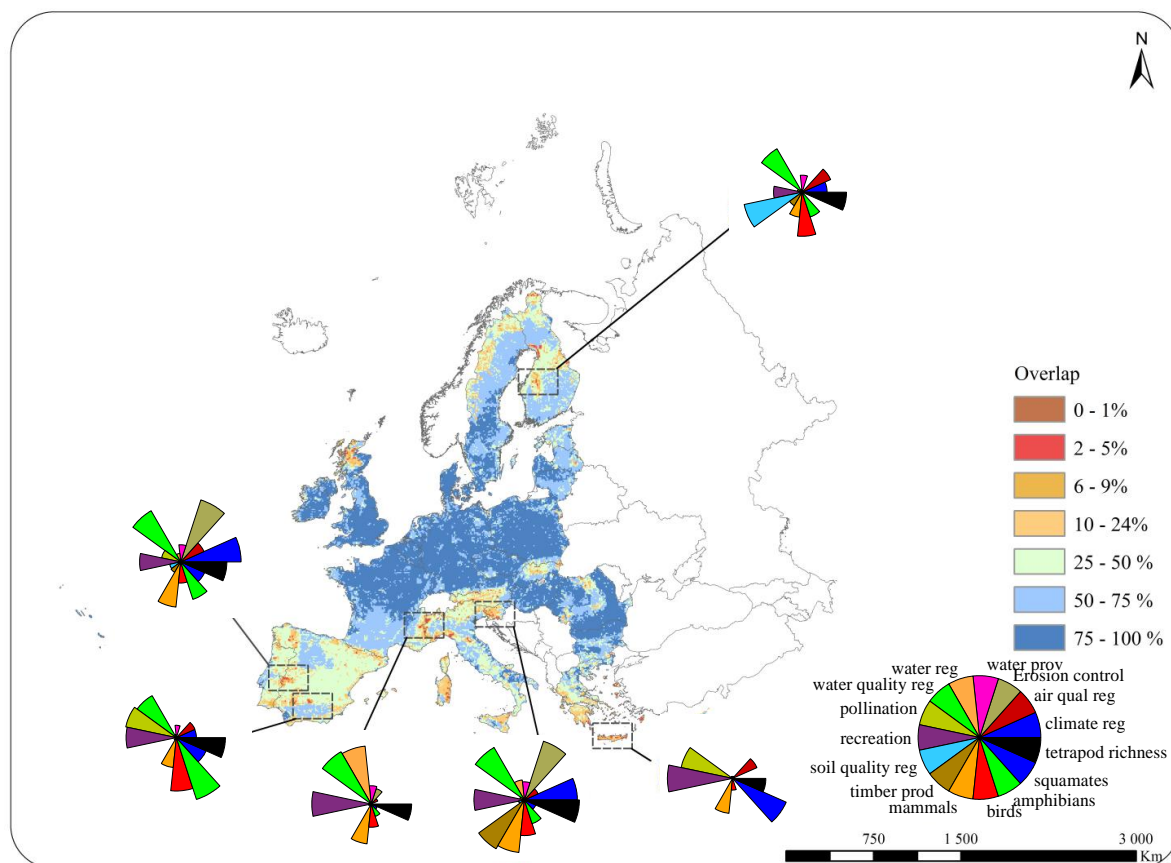 N
Overlap
0 - 1%
2 - 5%
6 - 9%
10 - 24%
25 - 50 %
50 - 75 %
75 - 100 %
water reg
water prov
Erosion control
water quality reg
air qual reg
pollination
climate reg
recreation
tetrapod richness
soil quality reg
squamates
timber prod
amphibians
mammals
birds
750
1 500
3 000
Km